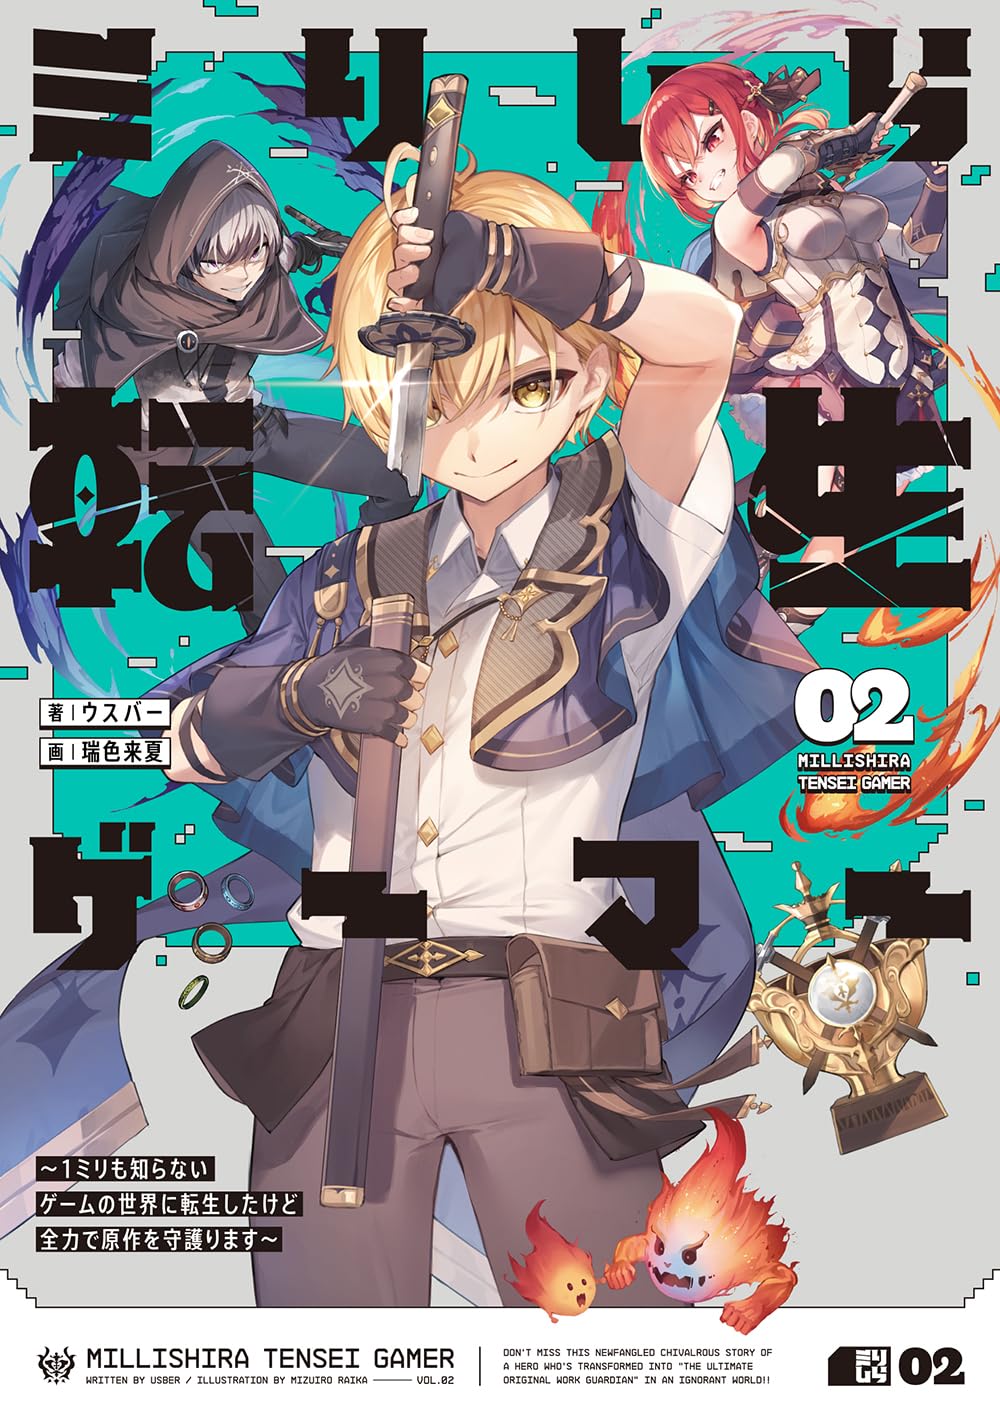 ミリしら
転生
ゲーマー
著｜ウスバー
画｜瑞色来夏
02
MILLISHIRA
TENSEI GAMER
～1ミリも知らない
ゲームの世界に転生したけど
全力で原作を守護ります～
MILLISHIRA TENSEI GAMER
WRITTEN BY USBER / ILLUSTRATION BY MIZUIRO RAIKA
VOL.02
DON'T MISS THIS NEWFANGLED CHIVALROUS STORY OF
A HERO WHO'S TRANSFORMED INTO "THE ULTIMATE
ORIGINAL WORK GUARDIAN" IN AN IGNORANT WORLD!!
ミリしら
02